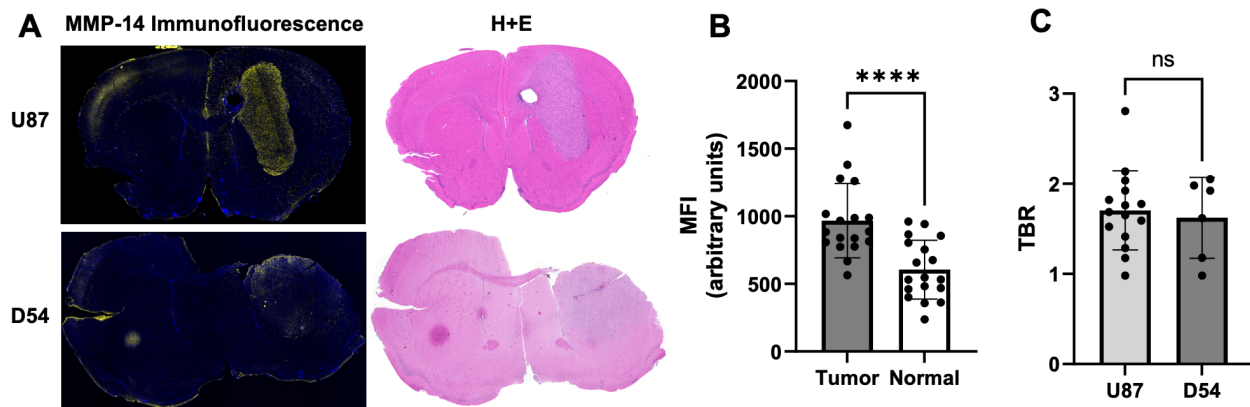 A
MMP-14 Immunofluorescence
H+E
U87
D54
B
MFI
(arbitrary units)
2000
1500
1000
500
0
****
Tumor
Normal
C
TBR
3
2
1
0
ns
U87
D54